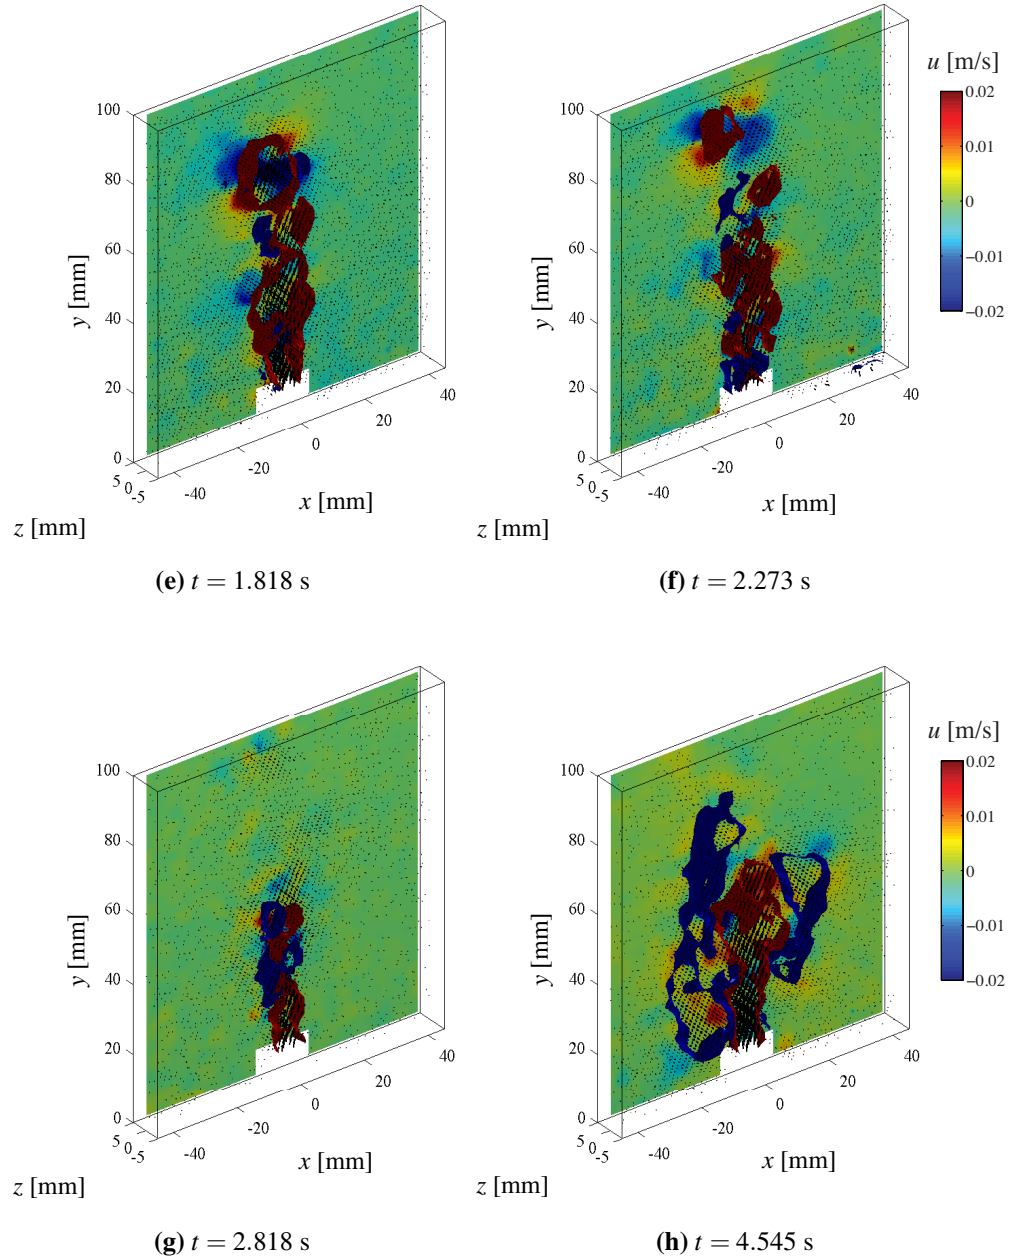 u [m/s]
0.02
0.01
0
−0.01
−0.02
100
80
60
40
20
0
y [mm]
5 0 -5
-40
-20
0
20
40
x [mm]
z [mm]
100
80
60
40
20
0
y [mm]
5 0 -5
-40
-20
0
20
40
x [mm]
z [mm]
(e) t = 1.818 s
(f) t = 2.273 s
u [m/s]
0.02
0.01
0
−0.01
−0.02
100
80
60
40
20
0
y [mm]
5 0 -5
-40
-20
0
20
40
x [mm]
z [mm]
100
80
60
40
20
0
y [mm]
5 0 -5
-40
-20
0
20
40
x [mm]
z [mm]
(g) t = 2.818 s
(h) t = 4.545 s